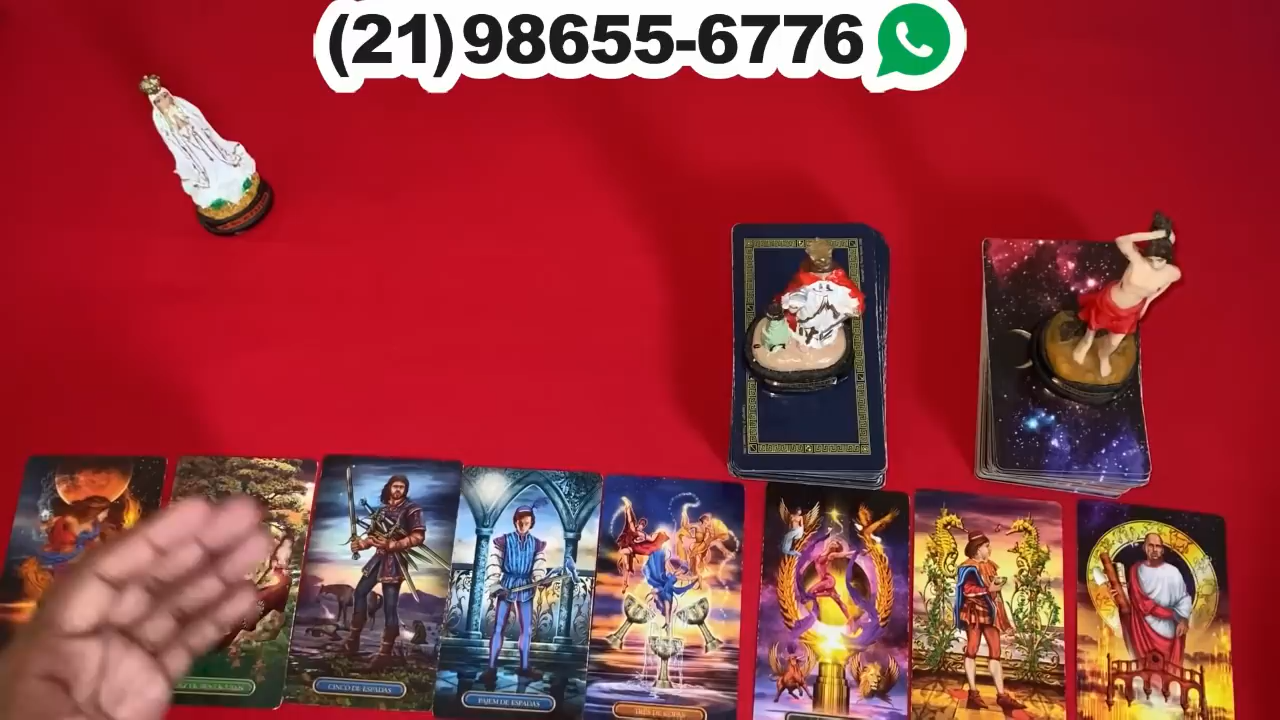 (21)98655-6776
CINCO DE ESPADAS
PAJEM DE ESPADAS
TRÊS DE COPAS